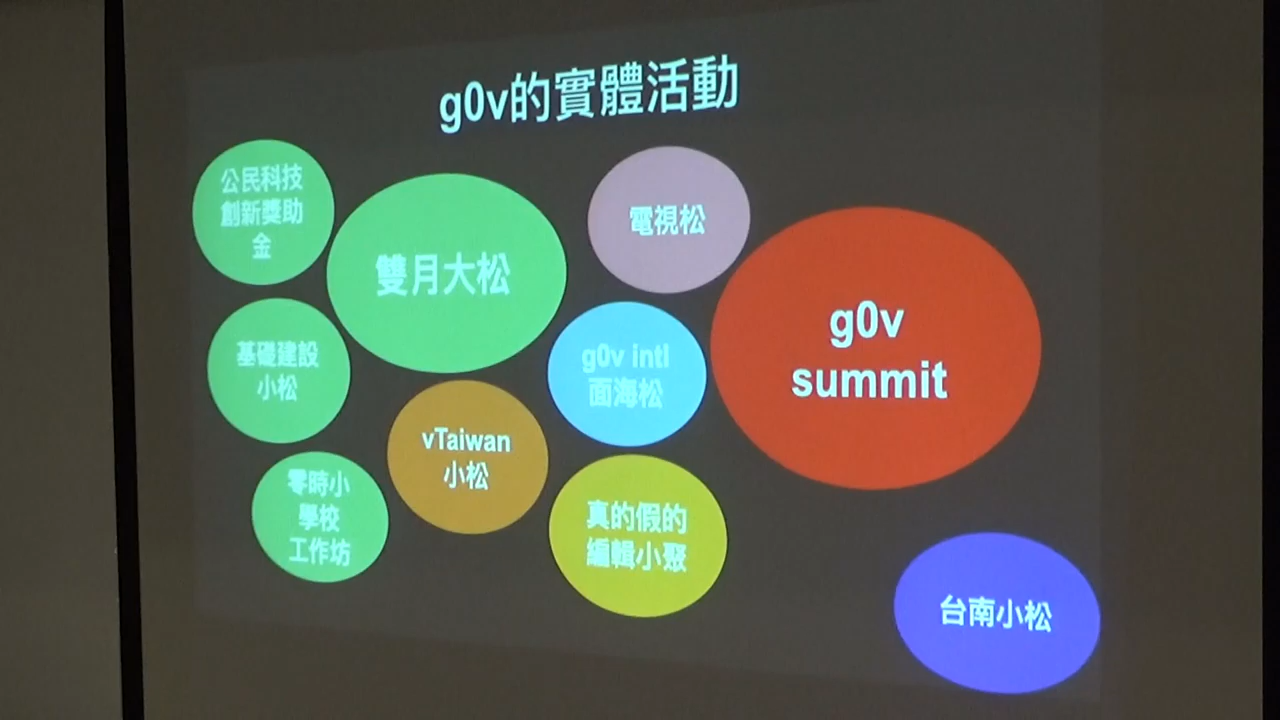 g0v的實體活動
公民科技
創新獎助
金
雙月大松
電視松
g0v
summit
基礎建設
小松
g0v intl
面海松
vTaiwan
小松
零時小
學校
工作坊
真的假的
編輯小聚
台南小松